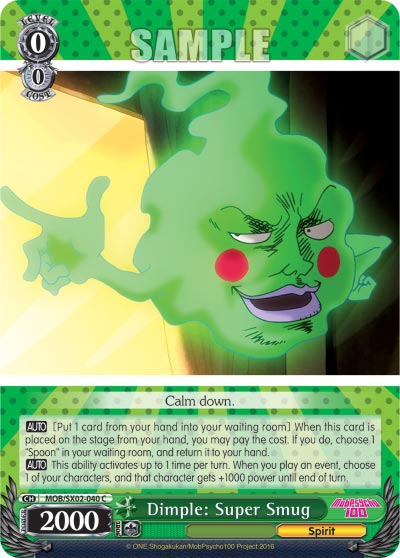 LEVEL
0
SAMPLE
0
COST
Calm down.
AUTO [Put 1 card from your hand into your waiting room] When this card is
placed on the stage from your hand, you may pay the cost. If you do, choose 1
"Spoon" in your waiting room, and return it to your hand.
AUTO This ability activates up to 1 time per turn. When you play an event, choose
1 of your characters, and that character gets +1000 power until end of turn.
CH MOB/SX02-040 C
POWER 2000 SOUL Dimple: Super Smug
MobPsycho 100
Spirit
© ONE,Shogakukan/MobPsycho100 Project 2016